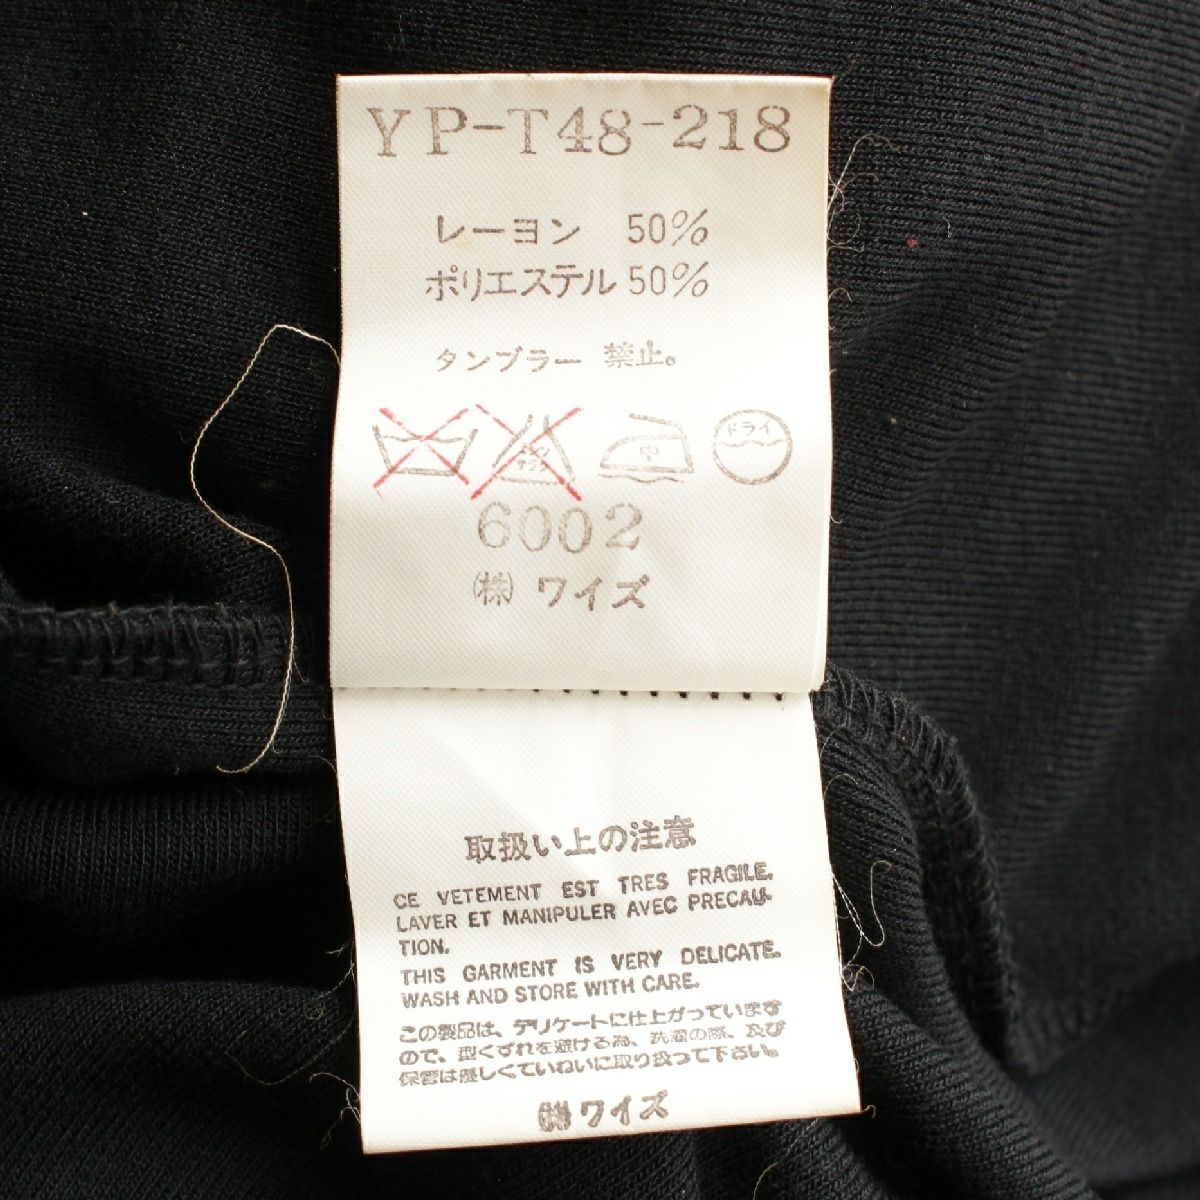 YP-T48-218
レーヨン 50%
ポリエステル 50%
タンブラー 禁止。
エンソ サラシ 中 ドライ
6002
㈱ ワイズ
取扱い上の注意
CE VETEMENT EST TRES FRAGILE.
LAVER ET MANIPULER AVEC PRECAU-
TION.
THIS GARMENT IS VERY DELICATE.
WASH AND STORE WITH CARE.
この製品は、デリケートに仕上がっています
ので、型くずれを避ける為、洗濯の際、及び
保管は優しくていねいに取り扱って下さい。
㈱ワイズ